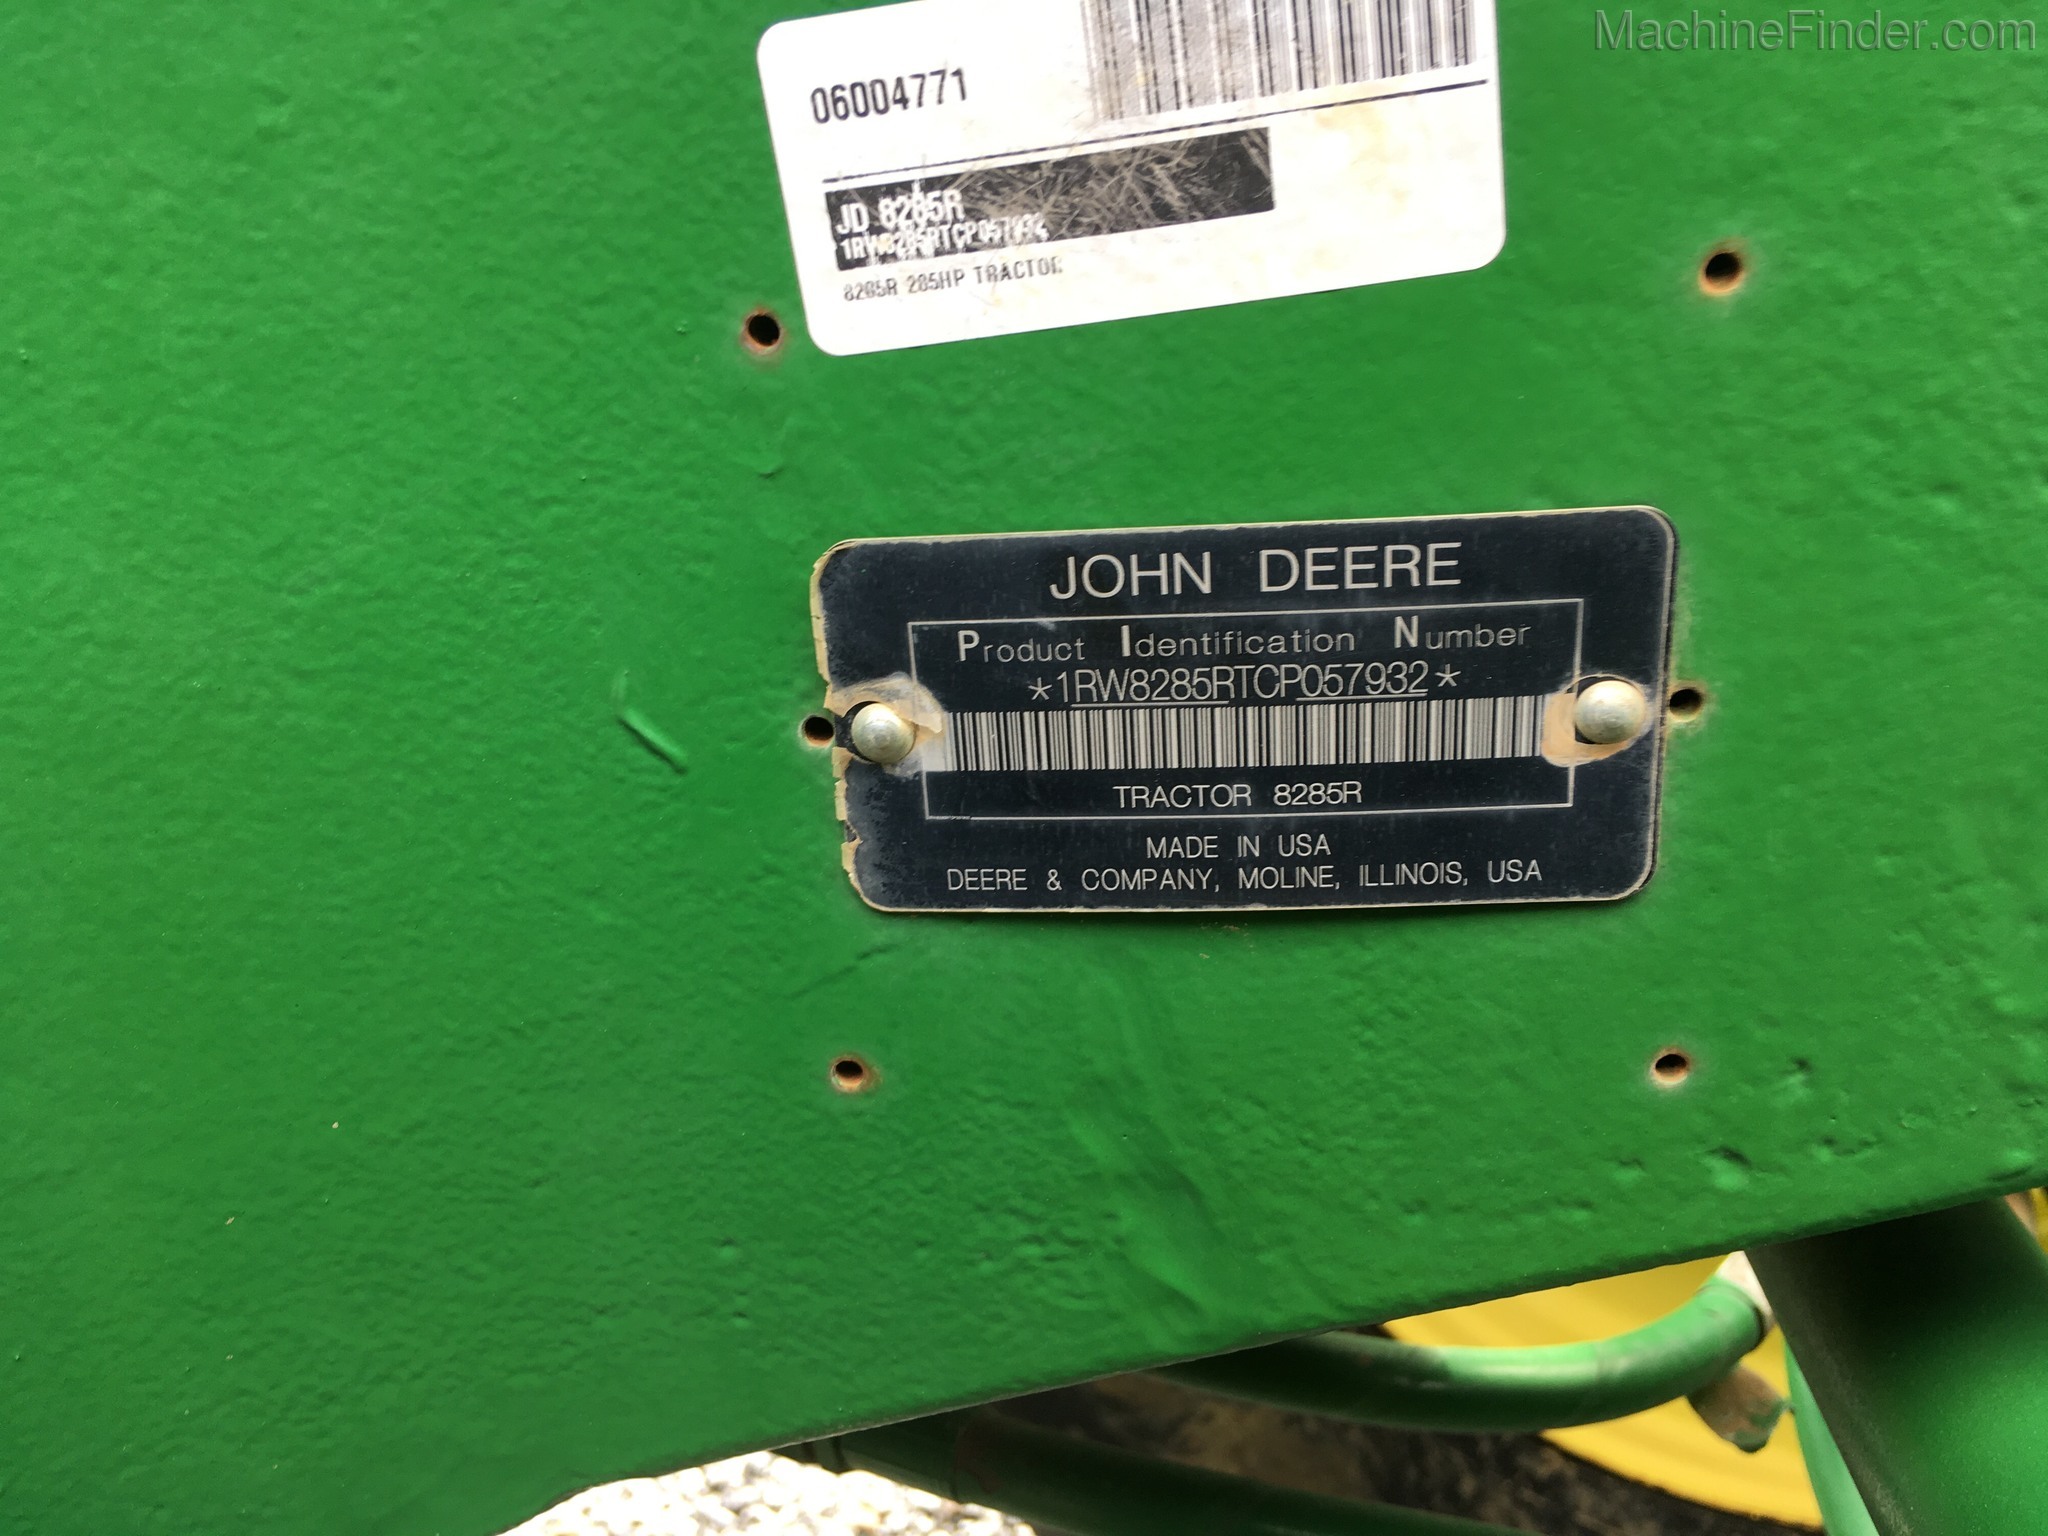 MachineFinder.com
06004771
JD 8285R
1RW8285RTCP057932
8285R 285HP TRACTOR
JOHN DEERE
Product Identification Number
*1RW8285RTCP057932*
TRACTOR 8285R
MADE IN USA
DEERE & COMPANY, MOLINE, ILLINOIS, USA